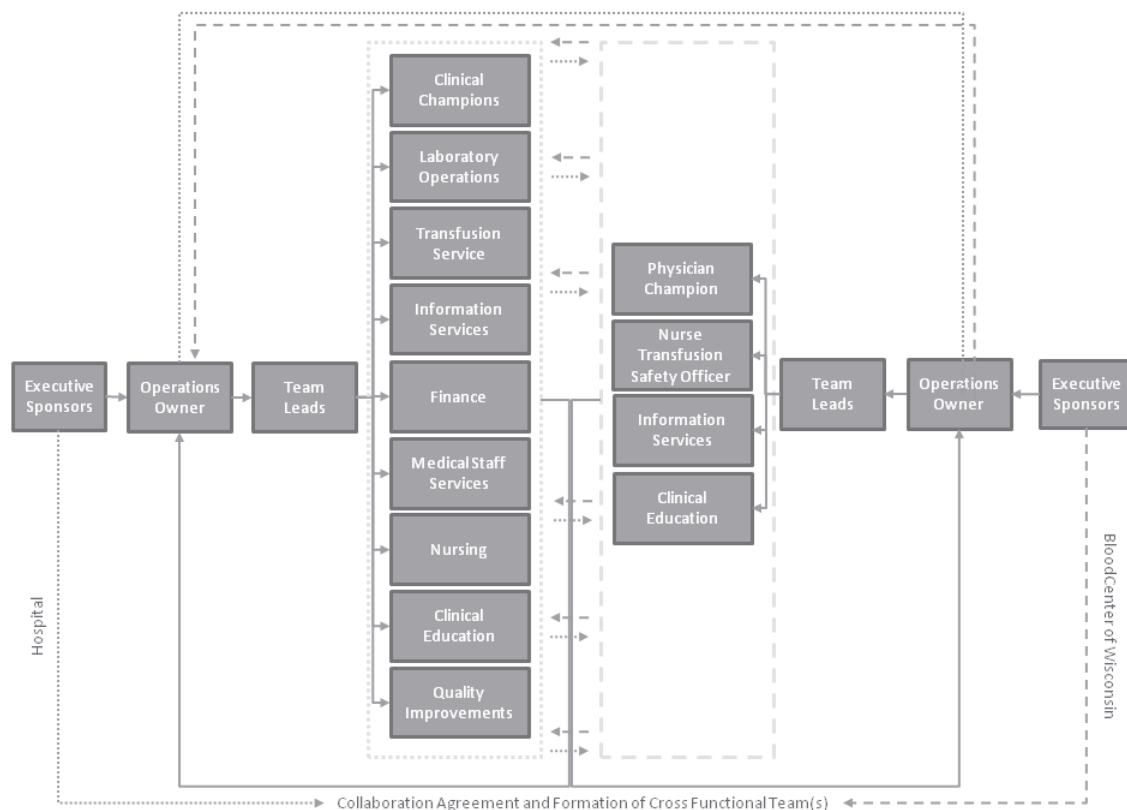 Clinical
Champions
Laboratory
Operations
Transfusion
Service
Information
Services
Finance
Medical Staff
Services
Nursing
Clinical
Education
Quality
Improvements
Executive
Sponsors
Operations
Owner
Team
Leads
Physician
Champion
Nurse
Transfusion
Safety Officer
Information
Services
Clinical
Education
Team
Leads
Operations
Owner
Executive
Sponsors
Hospital
BloodCenter of Wisconsin
Collaboration Agreement and Formation of Cross Functional Team(s)